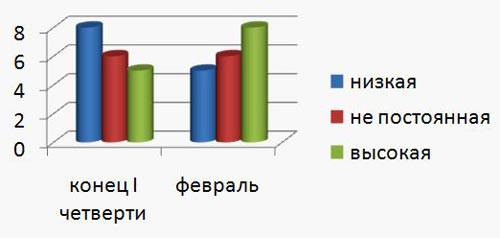 8
6
4
2
0
конец I
четверти
февраль
низкая
не постоянная
высокая